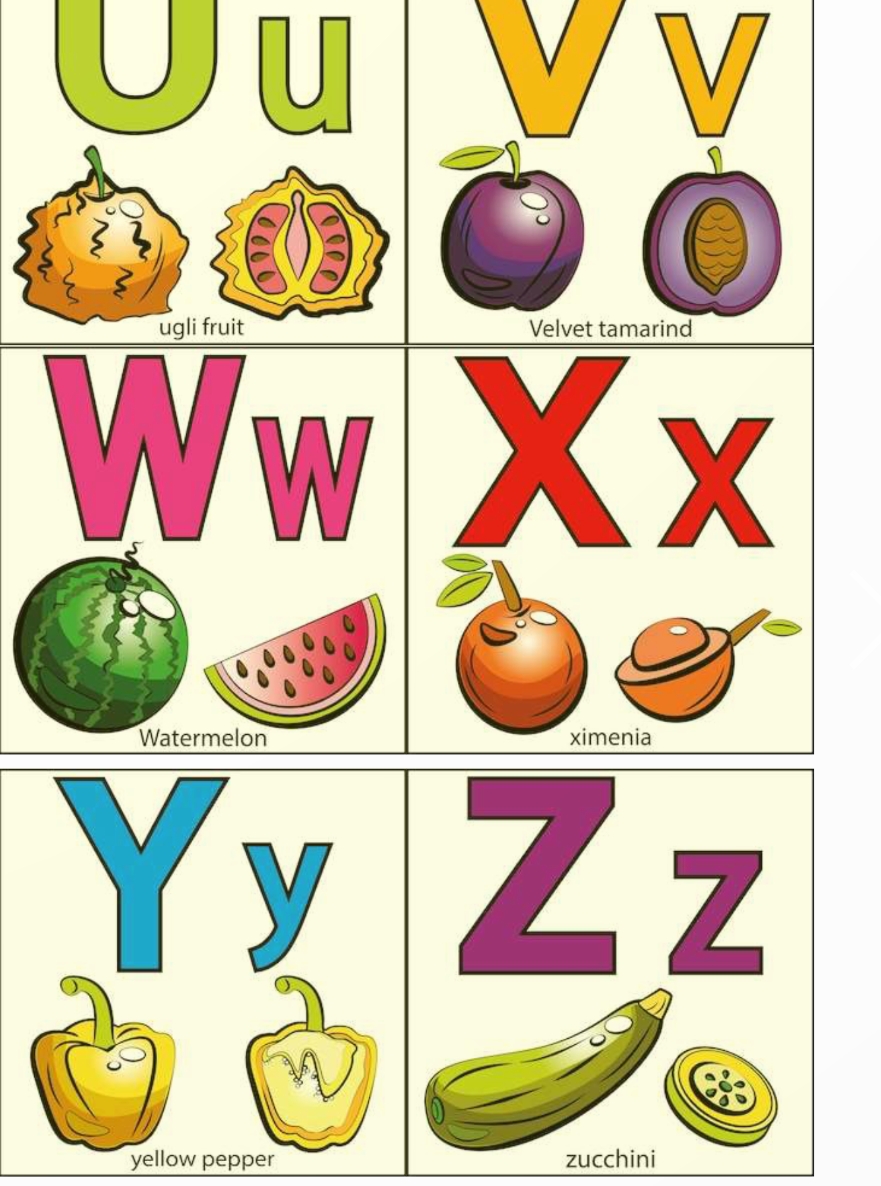 U u
V v
ugli fruit
Velvet tamarind
W w
X x
Watermelon
ximenia
Y y
Z z
yellow pepper
zucchini